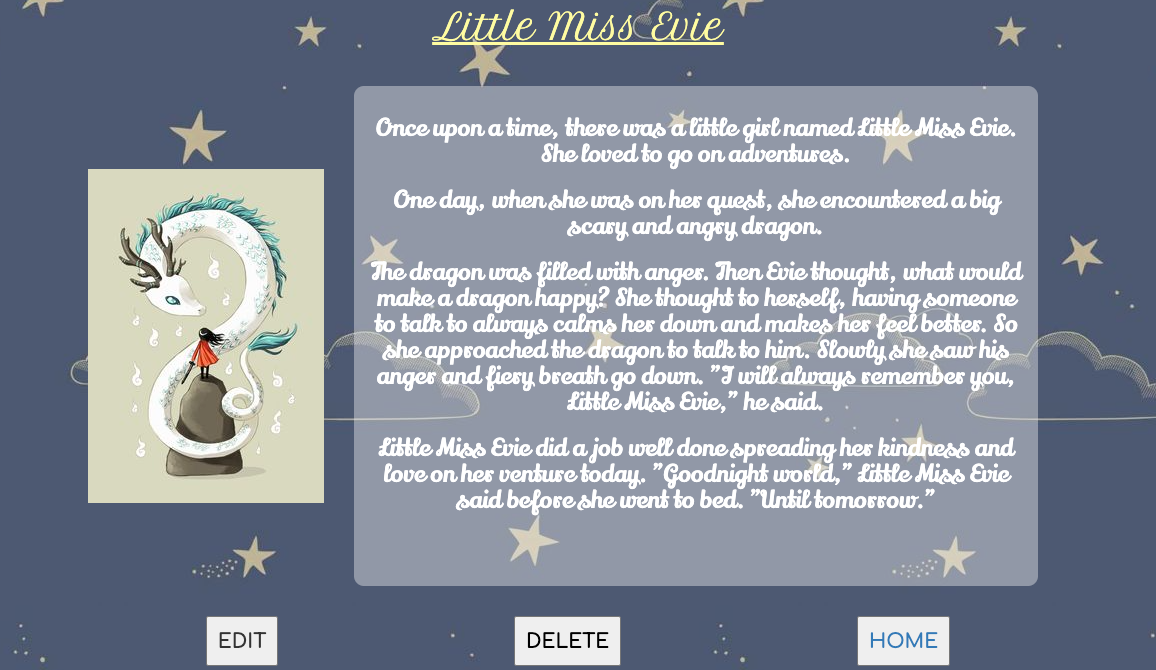 Little Miss Evie
Once upon a time, there was a little girl named Little Miss Evie.
She loved to go on adventures.
One day, when she was on her quest, she encountered a big
scary and angry dragon.
The dragon was filled with anger. Then Evie thought, what would
make a dragon happy? She thought to herself, having someone
to talk to always calms her down and makes her feel better. So
she approached the dragon to talk to him. Slowly she saw his
anger and fiery breath go down. "I will always remember you,
Little Miss Evie," he said.
Little Miss Evie did a job well done spreading her kindness and
love on her venture today. "Goodnight world," Little Miss Evie
said before she went to bed. "Until tomorrow."
EDIT
DELETE
HOME